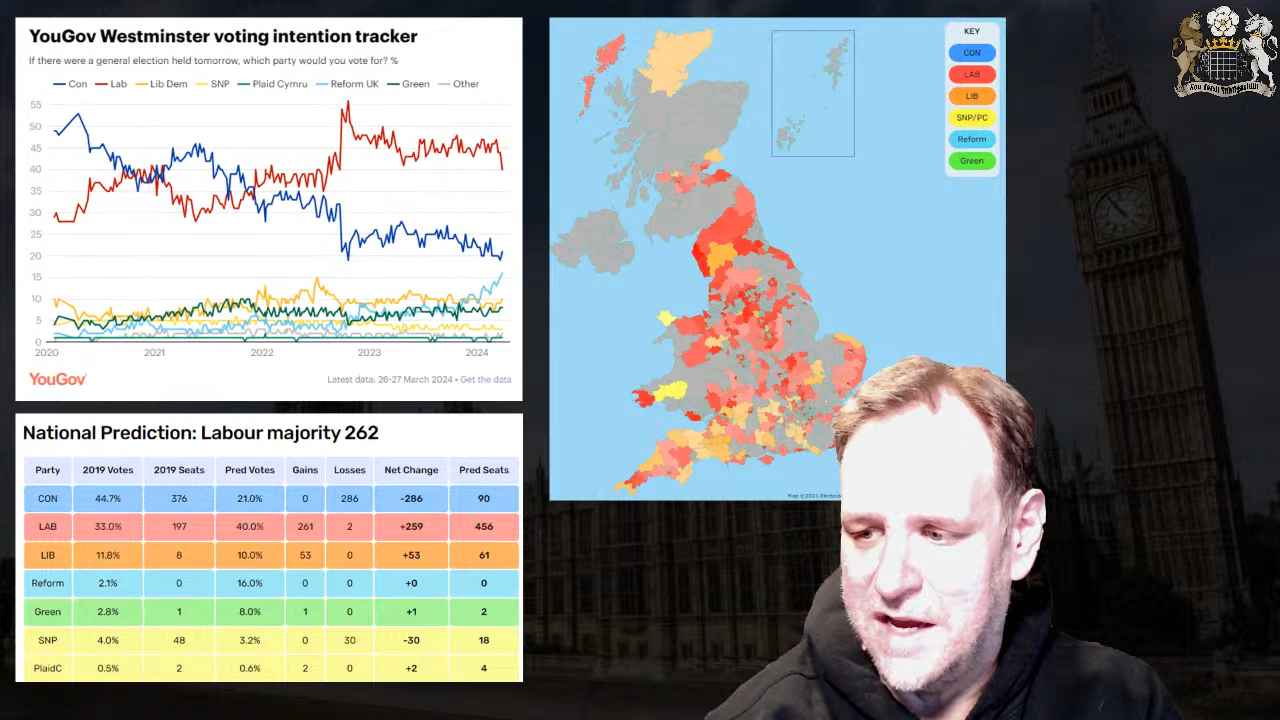 YouGov Westminster voting intention tracker
If there were a general election held tomorrow, which party would you vote for? %
Con Lab Lib Dem SNP Plaid Cymru Reform UK Green Other
55
50
45
40
35
30
25
20
15
10
5
0
2020 2021 2022 2023 2024
YouGov
Latest data: 26-27 March 2024 • Get the data
National Prediction: Labour majority 262
Party 2019 Votes 2019 Seats Pred Votes Gains Losses Net Change Pred Seats
CON 44.7% 376 21.0% 0 286 -286 90
LAB 33.0% 197 40.0% 261 2 +259 456
LIB 11.8% 8 10.0% 53 0 +53 61
Reform 2.1% 0 16.0% 0 0 +0 0
Green 2.8% 1 8.0% 1 0 +1 2
SNP 4.0% 48 3.2% 0 30 -30 18
PlaidC 0.5% 2 0.6% 2 0 +2 4
KEY
CON
LAB
LIB
SNP/PC
Reform
Green